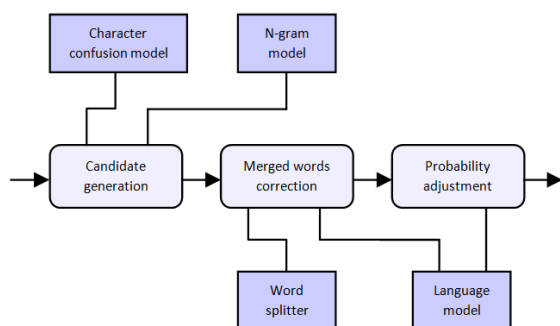 Character
confusion model
N-gram
model
Candidate
generation
Merged words
correction
Probability
adjustment
Word
splitter
Language
model